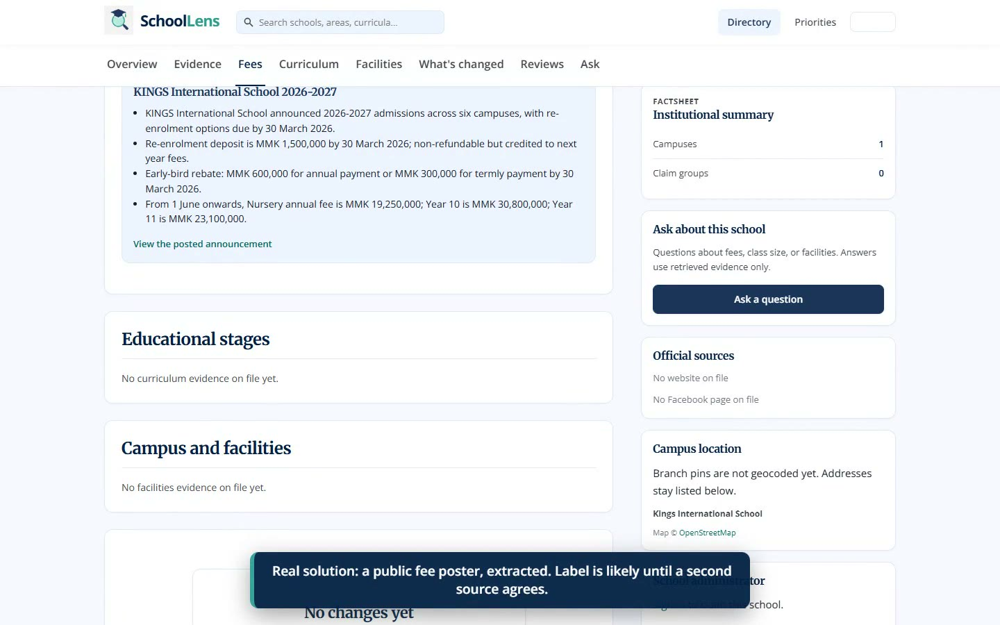 SchoolLens
Search schools, areas, curricula...
Directory
Priorities
Overview
Evidence
Fees
Curriculum
Facilities
What's changed
Reviews
Ask
KINGS International School 2026-2027
KINGS International School announced 2026-2027 admissions across six campuses, with re-
enrolment options due by 30 March 2026.
Re-enrolment deposit is MMK 1,500,000 by 30 March 2026; non-refundable but credited to next
year fees.
Early-bird rebate: MMK 600,000 for annual payment or MMK 300,000 for termly payment by 30
March 2026.
From 1 June onwards, Nursery annual fee is MMK 19,250,000; Year 10 is MMK 30,800,000; Year
11 is MMK 23,100,000.
View the posted announcement
Educational stages
No curriculum evidence on file yet.
Campus and facilities
No facilities evidence on file yet.
No changes yet
FACTSHEET
Institutional summary
Campuses 1
Claim groups 0
Ask about this school
Questions about fees, class size, or facilities. Answers
use retrieved evidence only.
Ask a question
Official sources
No website on file
No Facebook page on file
Campus location
Branch pins are not geocoded yet. Addresses
stay listed below.
Kings International School
Map © OpenStreetMap
School administrator
school.
Real solution: a public fee poster, extracted. Label is likely until a second
source agrees.